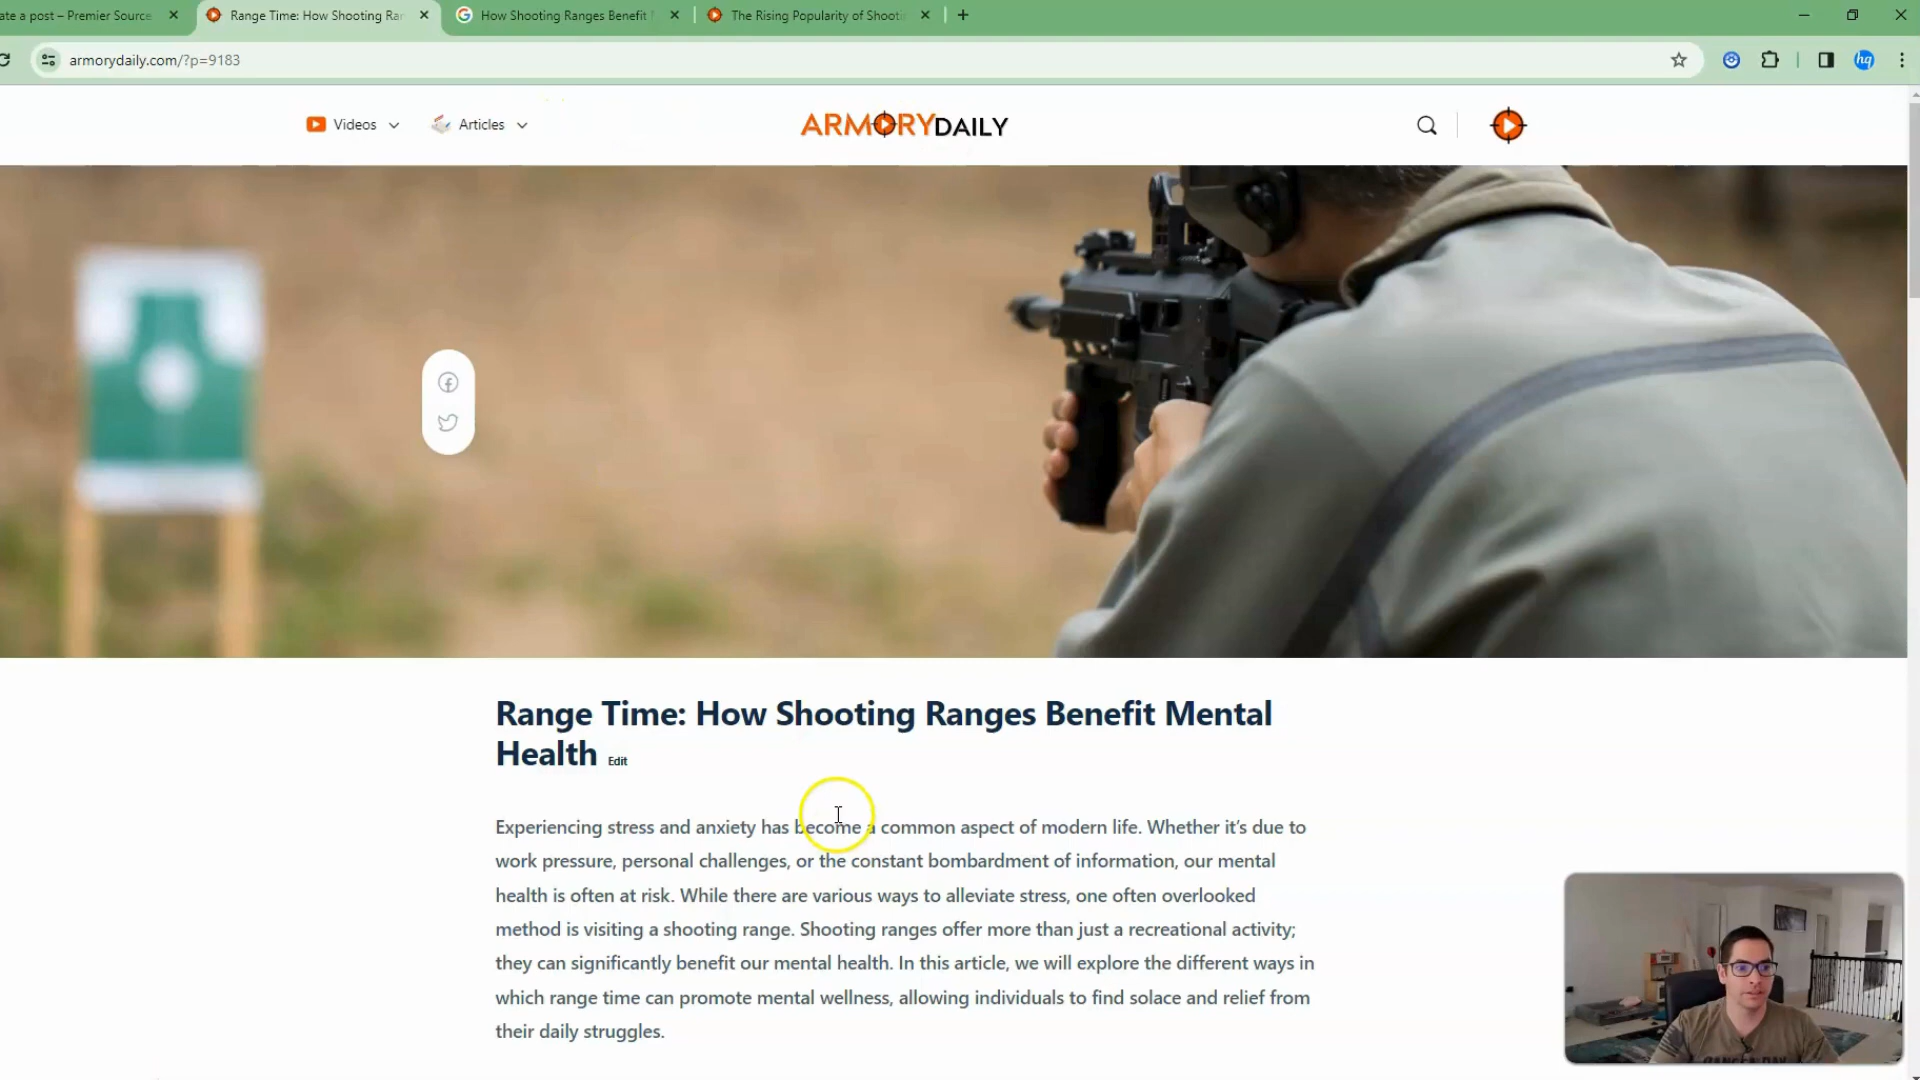 ate a post – Premier Source
Range Time: How Shooting Ra
How Shooting Ranges Benefit
The Rising Popularity of Shooti
armorydaily.com/?p=9183
hq
Videos
Articles
ARMORYDAILY
Range Time: How Shooting Ranges Benefit Mental
Health Edit
Experiencing stress and anxiety has become a common aspect of modern life. Whether it's due to
work pressure, personal challenges, or the constant bombardment of information, our mental
health is often at risk. While there are various ways to alleviate stress, one often overlooked
method is visiting a shooting range. Shooting ranges offer more than just a recreational activity;
they can significantly benefit our mental health. In this article, we will explore the different ways in
which range time can promote mental wellness, allowing individuals to find solace and relief from
their daily struggles.